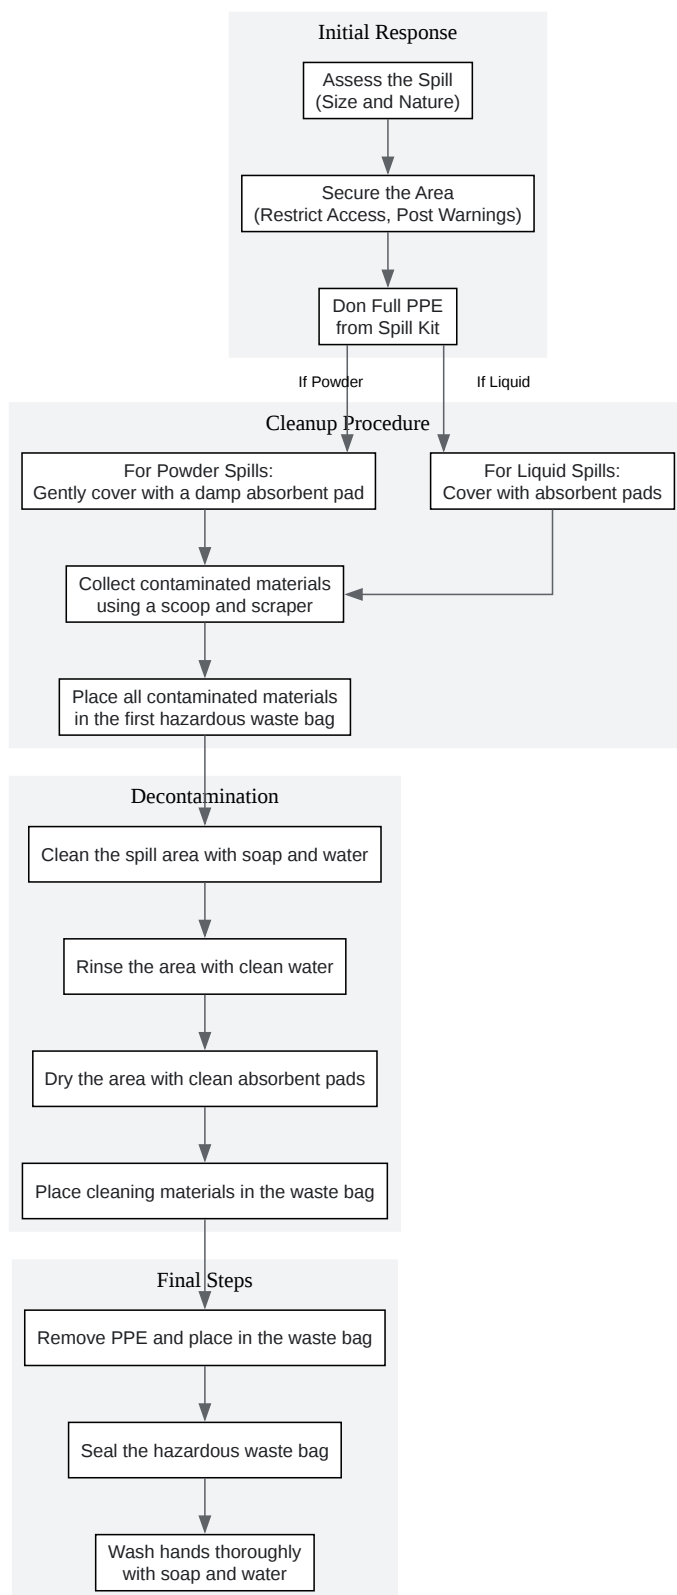 Initial Response
Assess the Spill
(Size and Nature)
Secure the Area
(Restrict Access, Post Warnings)
Don Full PPE
from Spill Kit
If Powder
If Liquid
Cleanup Procedure
For Powder Spills:
Gently cover with a damp absorbent pad
For Liquid Spills:
Cover with absorbent pads
Collect contaminated materials
using a scoop and scraper
Place all contaminated materials
in the first hazardous waste bag
Decontamination
Clean the spill area with soap and water
Rinse the area with clean water
Dry the area with clean absorbent pads
Place cleaning materials in the waste bag
Final Steps
Remove PPE and place in the waste bag
Seal the hazardous waste bag
Wash hands thoroughly
with soap and water